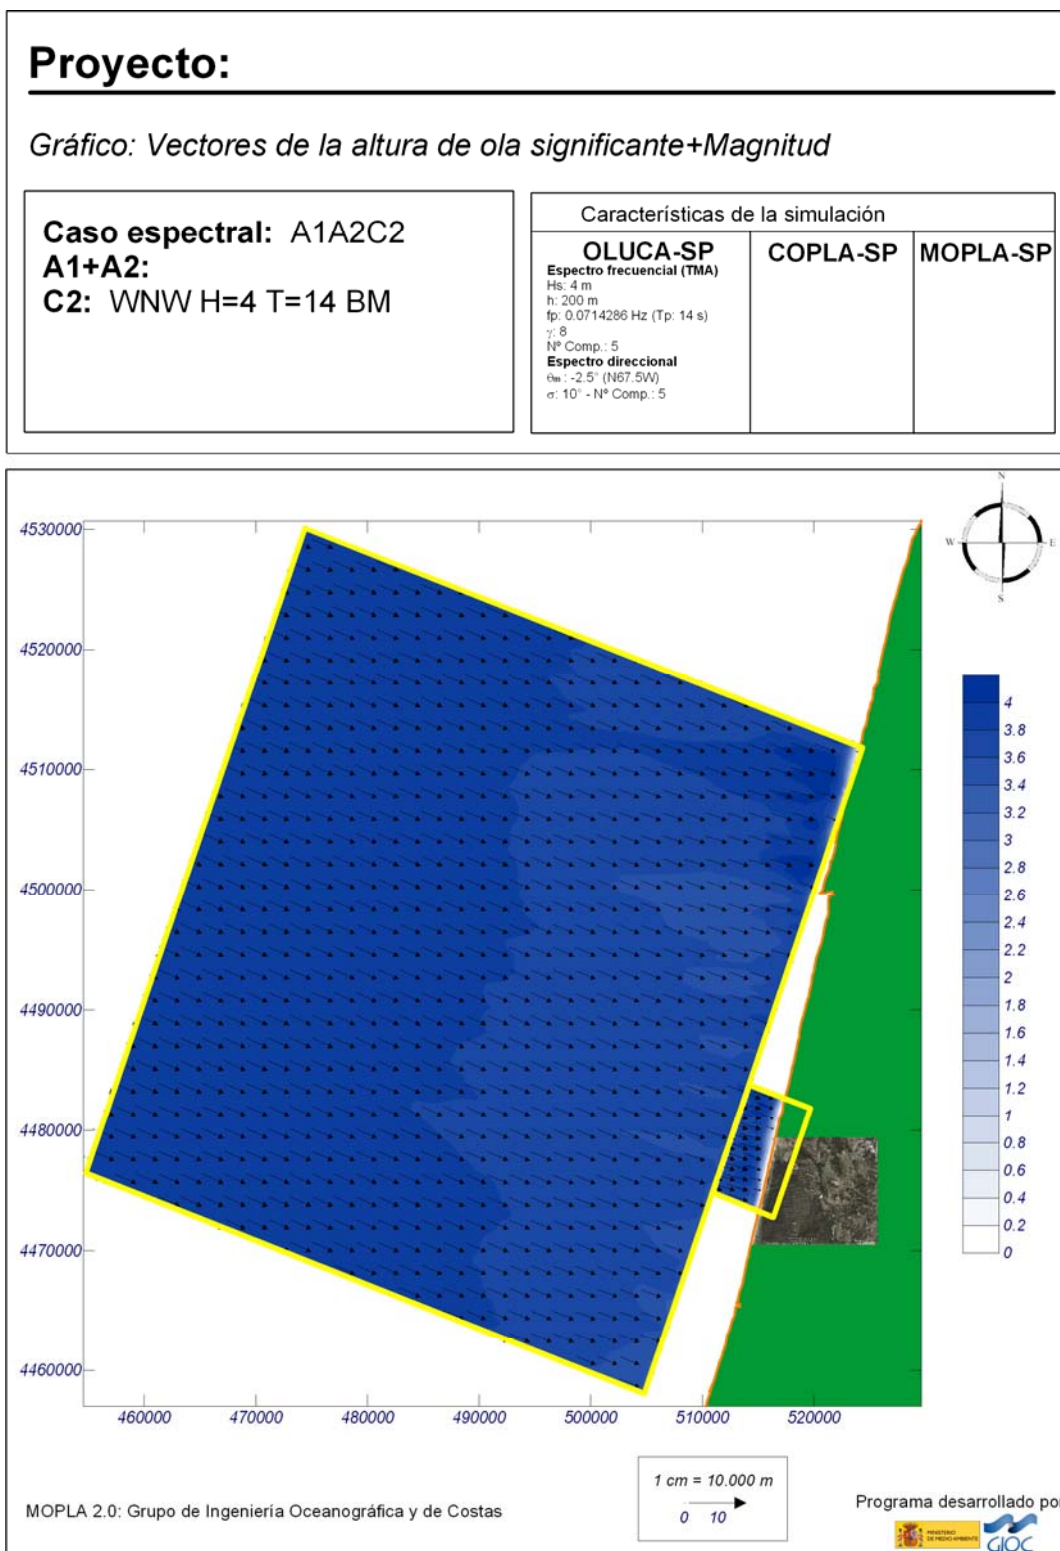 Proyecto:
Gráfico: Vectores de la altura de ola significante+Magnitud
Caso espectral: A1A2C2
A1+A2:
C2: WNW H=4 T=14 BM
Características de la simulación
OLUCA-SP
COPLA-SP
MOPLA-SP
Espectro frecuencial (TMA)
Hs: 4 m
h: 200 m
fp: 0.0714286 Hz (Tp: 14 s)
γ: 8
Nº Comp.: 5
Espectro direccional
θm : -2.5° (N67.5W)
σ: 10° - Nº Comp.: 5
N
W
E
S
4530000
4520000
4510000
4500000
4490000
4480000
4470000
4460000
460000
470000
480000
490000
500000
510000
520000
4
3.8
3.6
3.4
3.2
3
2.8
2.6
2.4
2.2
2
1.8
1.6
1.4
1.2
1
0.8
0.6
0.4
0.2
0
1 cm = 10.000 m
0 10
MOPLA 2.0: Grupo de Ingeniería Oceanográfica y de Costas
Programa desarrollado por
MINISTERIO
DE MEDIO AMBIENTE
GIOC